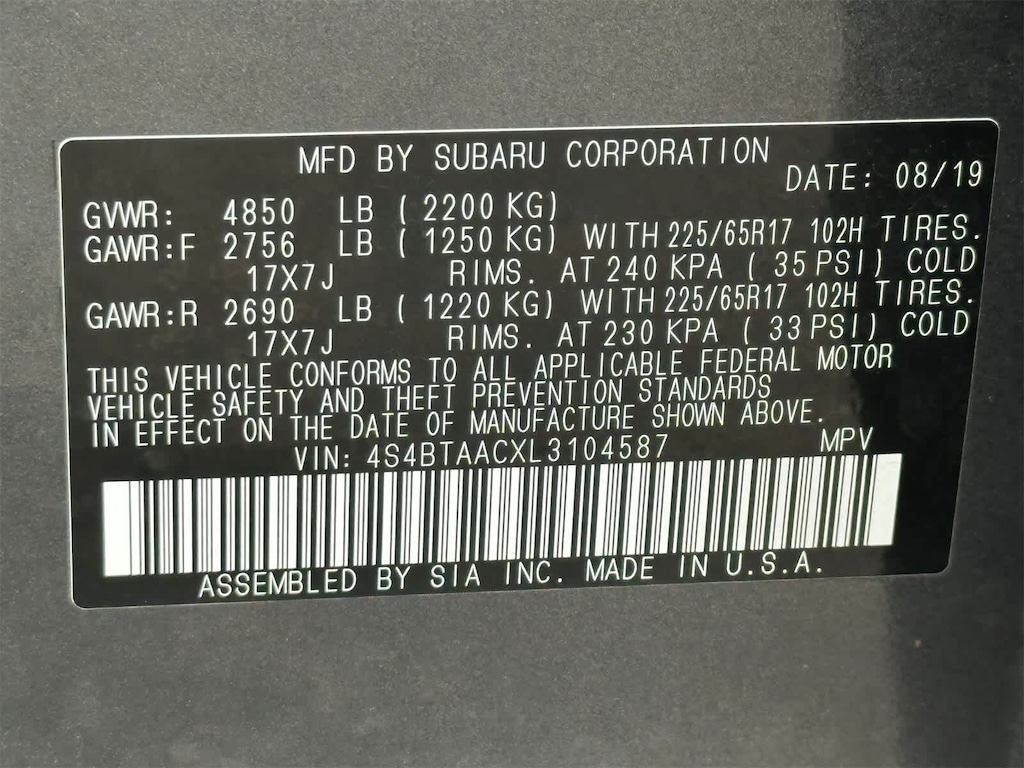 MFD BY SUBARU CORPORATION
DATE: 08/19
GVWR: 4850 LB ( 2200 KG)
GAWR:F 2756 LB ( 1250 KG) WITH 225/65R17 102H TIRES.
17X7J RIMS. AT 240 KPA ( 35 PSI) COLD
GAWR:R 2690 LB ( 1220 KG) WITH 225/65R17 102H TIRES.
17X7J RIMS. AT 230 KPA ( 33 PSI) COLD
THIS VEHICLE CONFORMS TO ALL APPLICABLE FEDERAL MOTOR
VEHICLE SAFETY AND THEFT PREVENTION STANDARDS
IN EFFECT ON THE DATE OF MANUFACTURE SHOWN ABOVE.
VIN: 4S4BTAACXL3104587 MPV
ASSEMBLED BY SIA INC. MADE IN U.S.A.